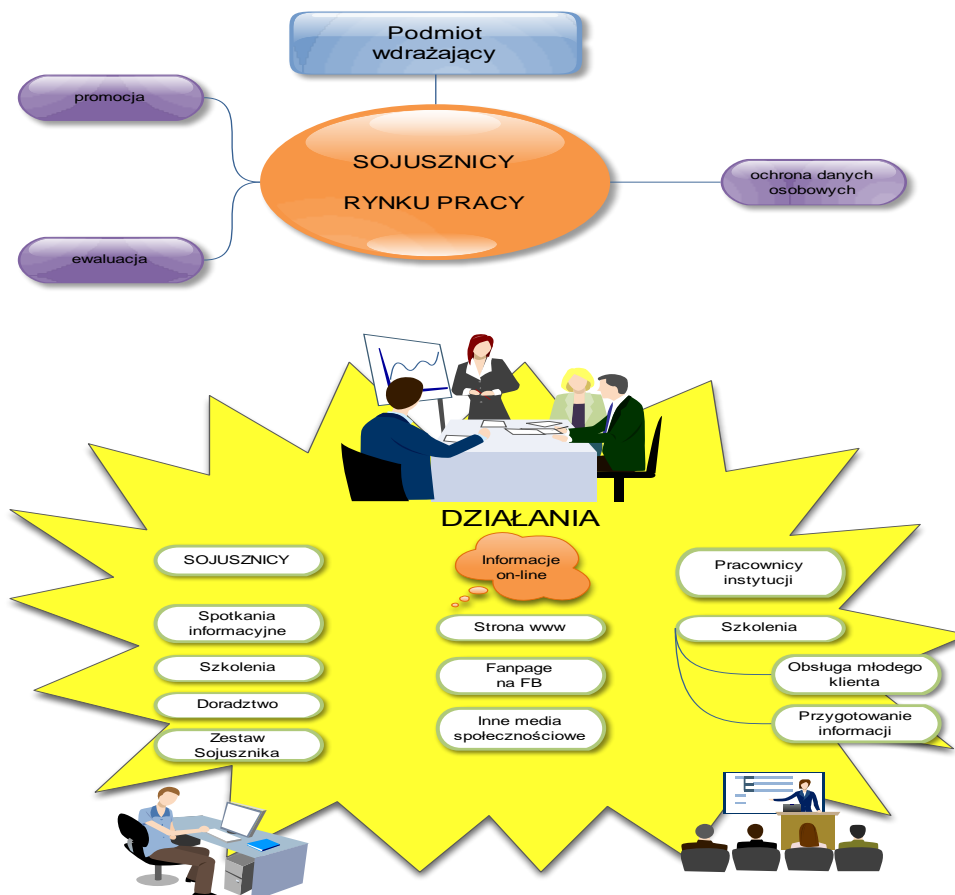 Podmiot
wdrażający
promocja
SOJUSZNICY
RYNKU PRACY
ochrona danych
osobowych
ewaluacja
DZIAŁANIA
SOJUSZNICY
Spotkania
informacyjne
Szkolenia
Doradztwo
Zestaw
Sojusznika
Informacje
on-line
Strona www
Fanpage
na FB
Inne media
społecznościowe
Pracownicy
instytucji
Szkolenia
Obsługa młodego
klienta
Przygotowanie
informacji